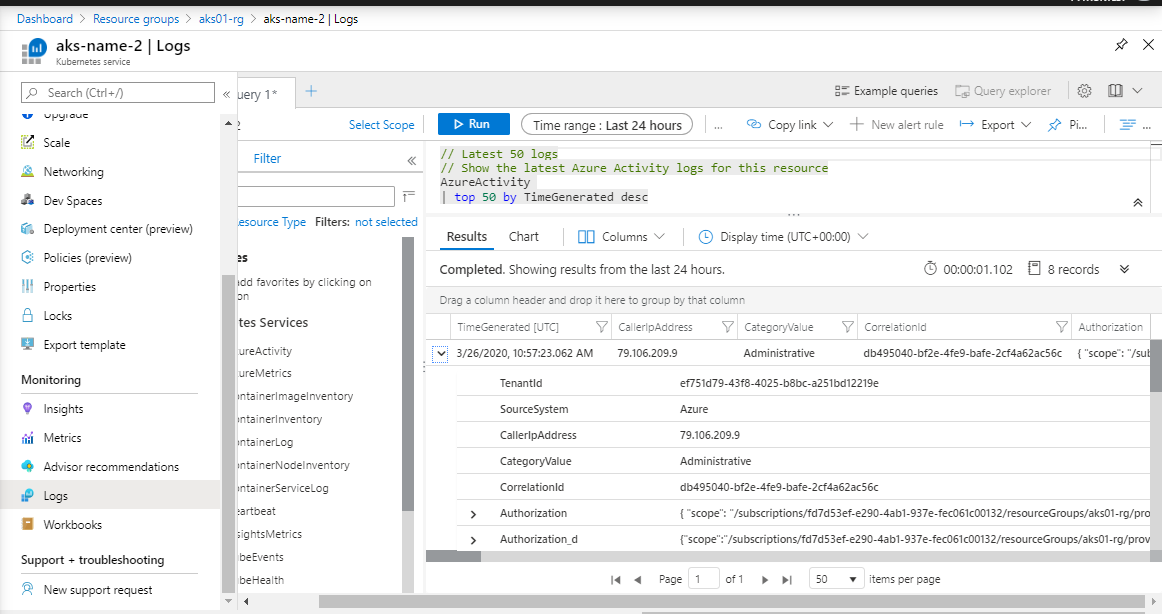 Dashboard > Resource groups > aks01-rg > aks-name-2 | Logs
aks-name-2 | Logs
Kubernetes service
Search (Ctrl+/)
«
Upgrade
Scale
Networking
Dev Spaces
Deployment center (preview)
Policies (preview)
Properties
Locks
Export template
Monitoring
Insights
Metrics
Advisor recommendations
Logs
Workbooks
Support + troubleshooting
New support request
uery 1*
+
Example queries
Query explorer
2
Select Scope
Run
Time range : Last 24 hours
...
Copy link
New alert rule
Export
Pi...
...
Filter
«
esource Type Filters: not selected
es
add favorites by clicking on
on
tes Services
ureActivity
ureMetrics
ontainerImageInventory
ontainerInventory
ontainerLog
ontainerNodeInventory
ontainerServiceLog
eartbeat
sightsMetrics
beEvents
beHealth
// Latest 50 logs
// Show the latest Azure Activity logs for this resource
AzureActivity
| top 50 by TimeGenerated desc
...
Results
Chart
Columns
Display time (UTC+00:00)
Completed. Showing results from the last 24 hours.
00:00:01.102
8 records
Drag a column header and drop it here to group by that column
TimeGenerated [UTC] CallerIpAddress CategoryValue CorrelationId Authorization
3/26/2020, 10:57:23.062 AM 79.106.209.9 Administrative db495040-bf2e-4fe9-bafe-2cf4a62ac56c { "scope": "/sub
TenantId ef751d79-43f8-4025-b8bc-a251bd12219e
SourceSystem Azure
CallerIpAddress 79.106.209.9
CategoryValue Administrative
CorrelationId db495040-bf2e-4fe9-bafe-2cf4a62ac56c
Authorization { "scope": "/subscriptions/fd7d53ef-e290-4ab1-937e-fec061c00132/resourceGroups/aks01-rg/pro
Authorization_d {"scope":"/subscriptions/fd7d53ef-e290-4ab1-937e-fec061c00132/resourceGroups/aks01-rg/prov
Page 1 of 1
50 items per page